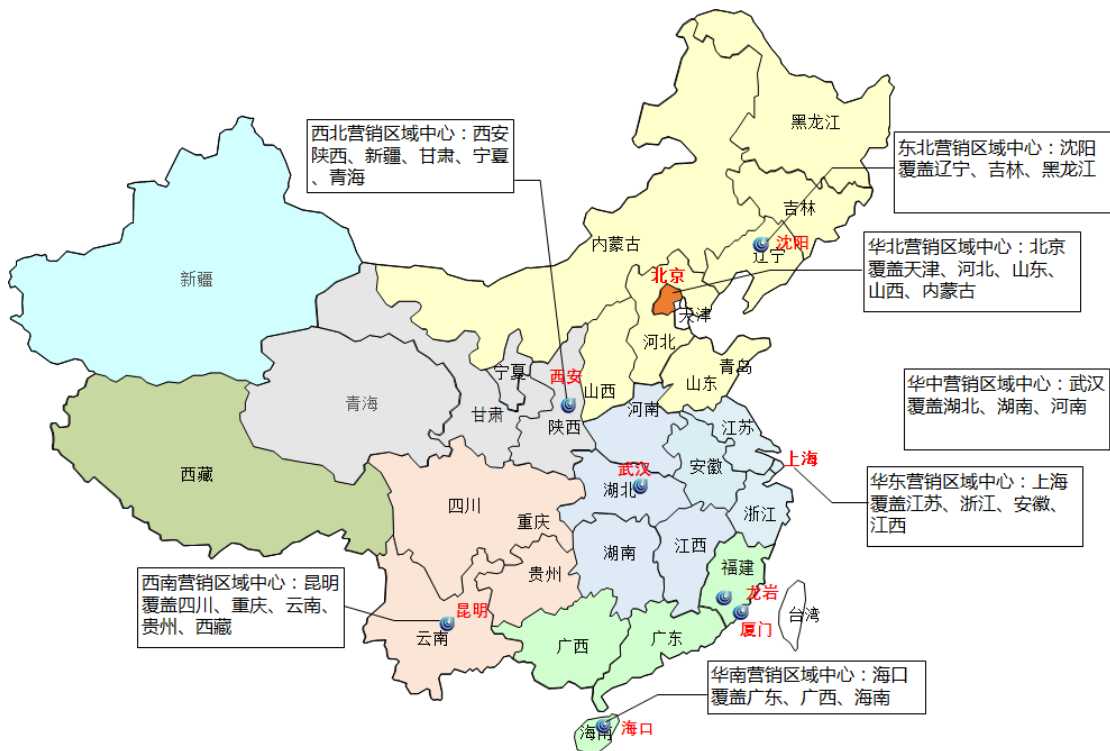 黑龙江
西北营销区域中心：西安
陕西、新疆、甘肃、宁夏
、青海
东北营销区域中心：沈阳
覆盖辽宁、吉林、黑龙江
吉林
内蒙古
沈阳
辽宁
华北营销区域中心：北京
覆盖天津、河北、山东、
山西、内蒙古
新疆
北京
天津
河北
青岛
宁夏
西安
山西
山东
华中营销区域中心：武汉
覆盖湖北、湖南、河南
青海
甘肃
陕西
河南
江苏
西藏
安徽
上海
武汉
四川
湖北
华东营销区域中心：上海
覆盖江苏、浙江、安徽、
江西
浙江
重庆
湖南
江西
福建
贵州
西南营销区域中心：昆明
覆盖四川、重庆、云南、
贵州、西藏
昆明
龙岩
台湾
厦门
云南
广西
广东
华南营销区域中心：海口
覆盖广东、广西、海南
海南
海口